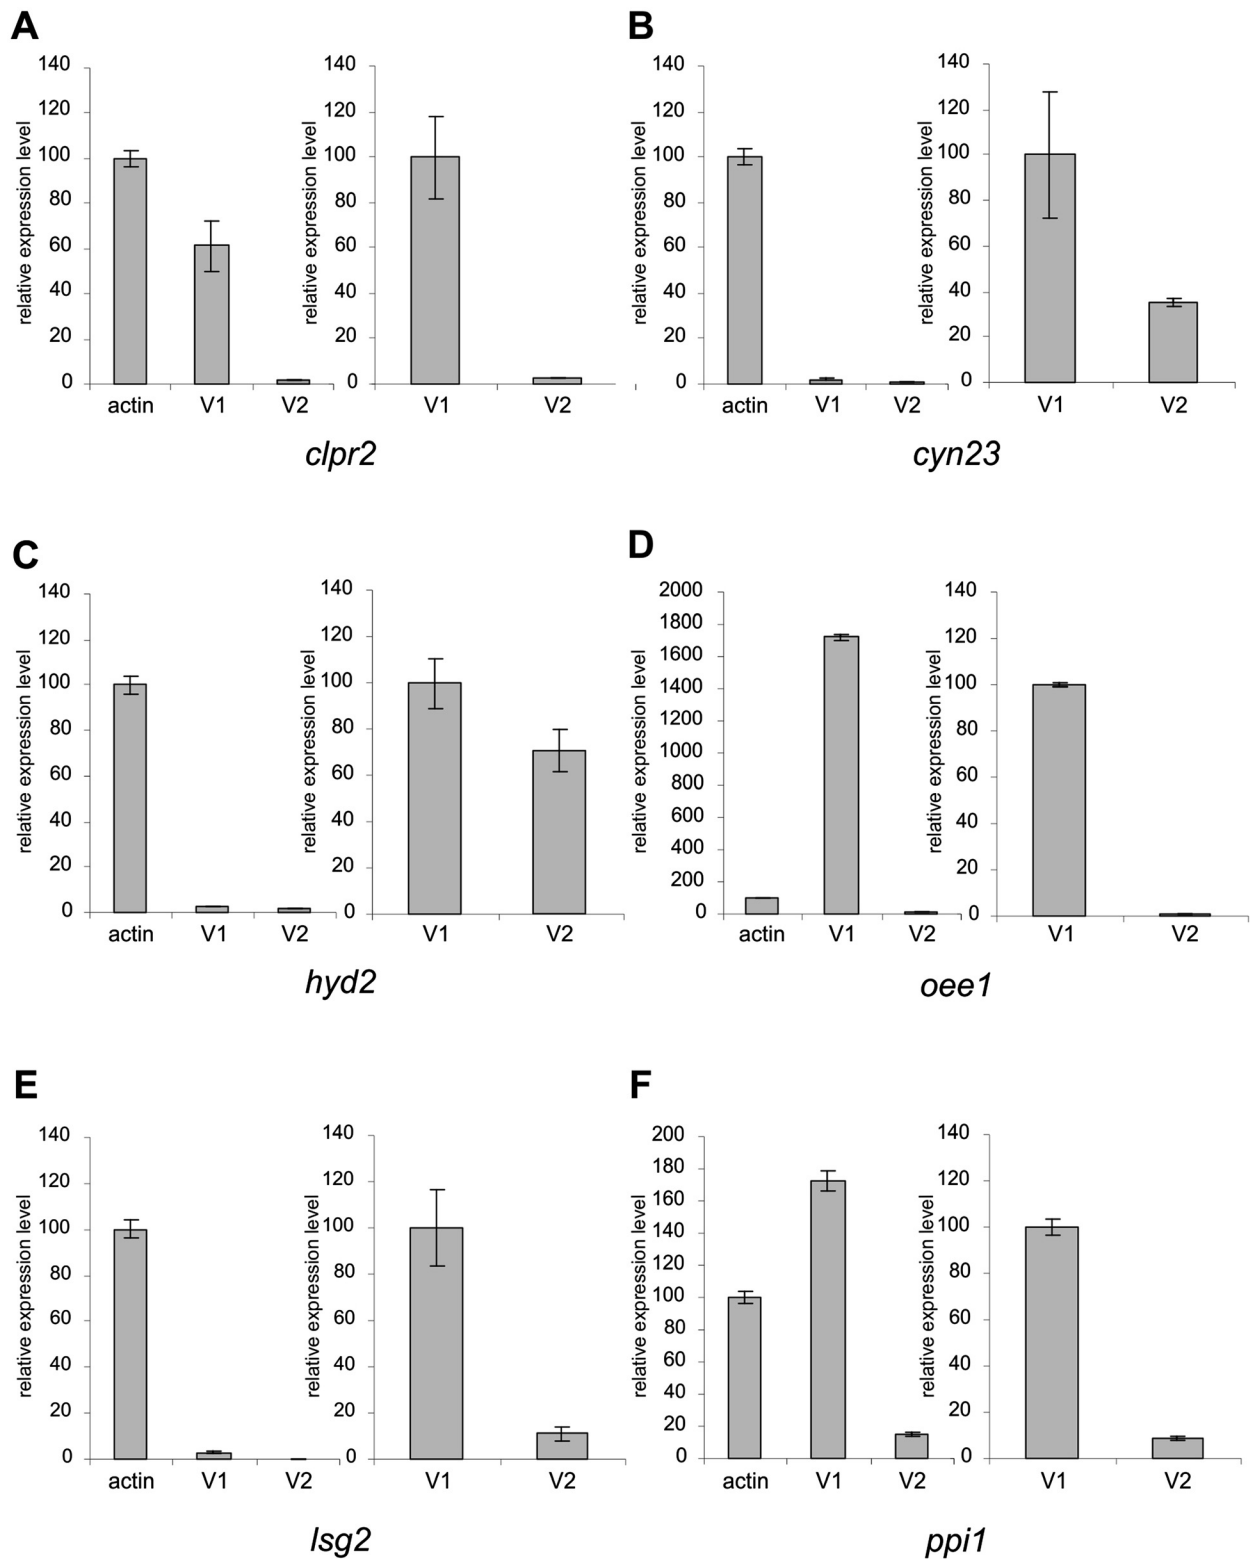 A
relative expression level
140
120
100
80
60
40
20
0
actin V1 V2
relative expression level
140
120
100
80
60
40
20
0
V1 V2
clpr2
B
relative expression level
140
120
100
80
60
40
20
0
actin V1 V2
relative expression level
140
120
100
80
60
40
20
0
V1 V2
cyn23
C
relative expression level
140
120
100
80
60
40
20
0
actin V1 V2
relative expression level
140
120
100
80
60
40
20
0
V1 V2
hyd2
D
relative expression level
2000
1800
1600
1400
1200
1000
800
600
400
200
0
actin V1 V2
relative expression level
140
120
100
80
60
40
20
0
V1 V2
oee1
E
relative expression level
140
120
100
80
60
40
20
0
actin V1 V2
relative expression level
140
120
100
80
60
40
20
0
V1 V2
lsg2
F
relative expression level
200
180
160
140
120
100
80
60
40
20
0
actin V1 V2
relative expression level
140
120
100
80
60
40
20
0
V1 V2
ppi1